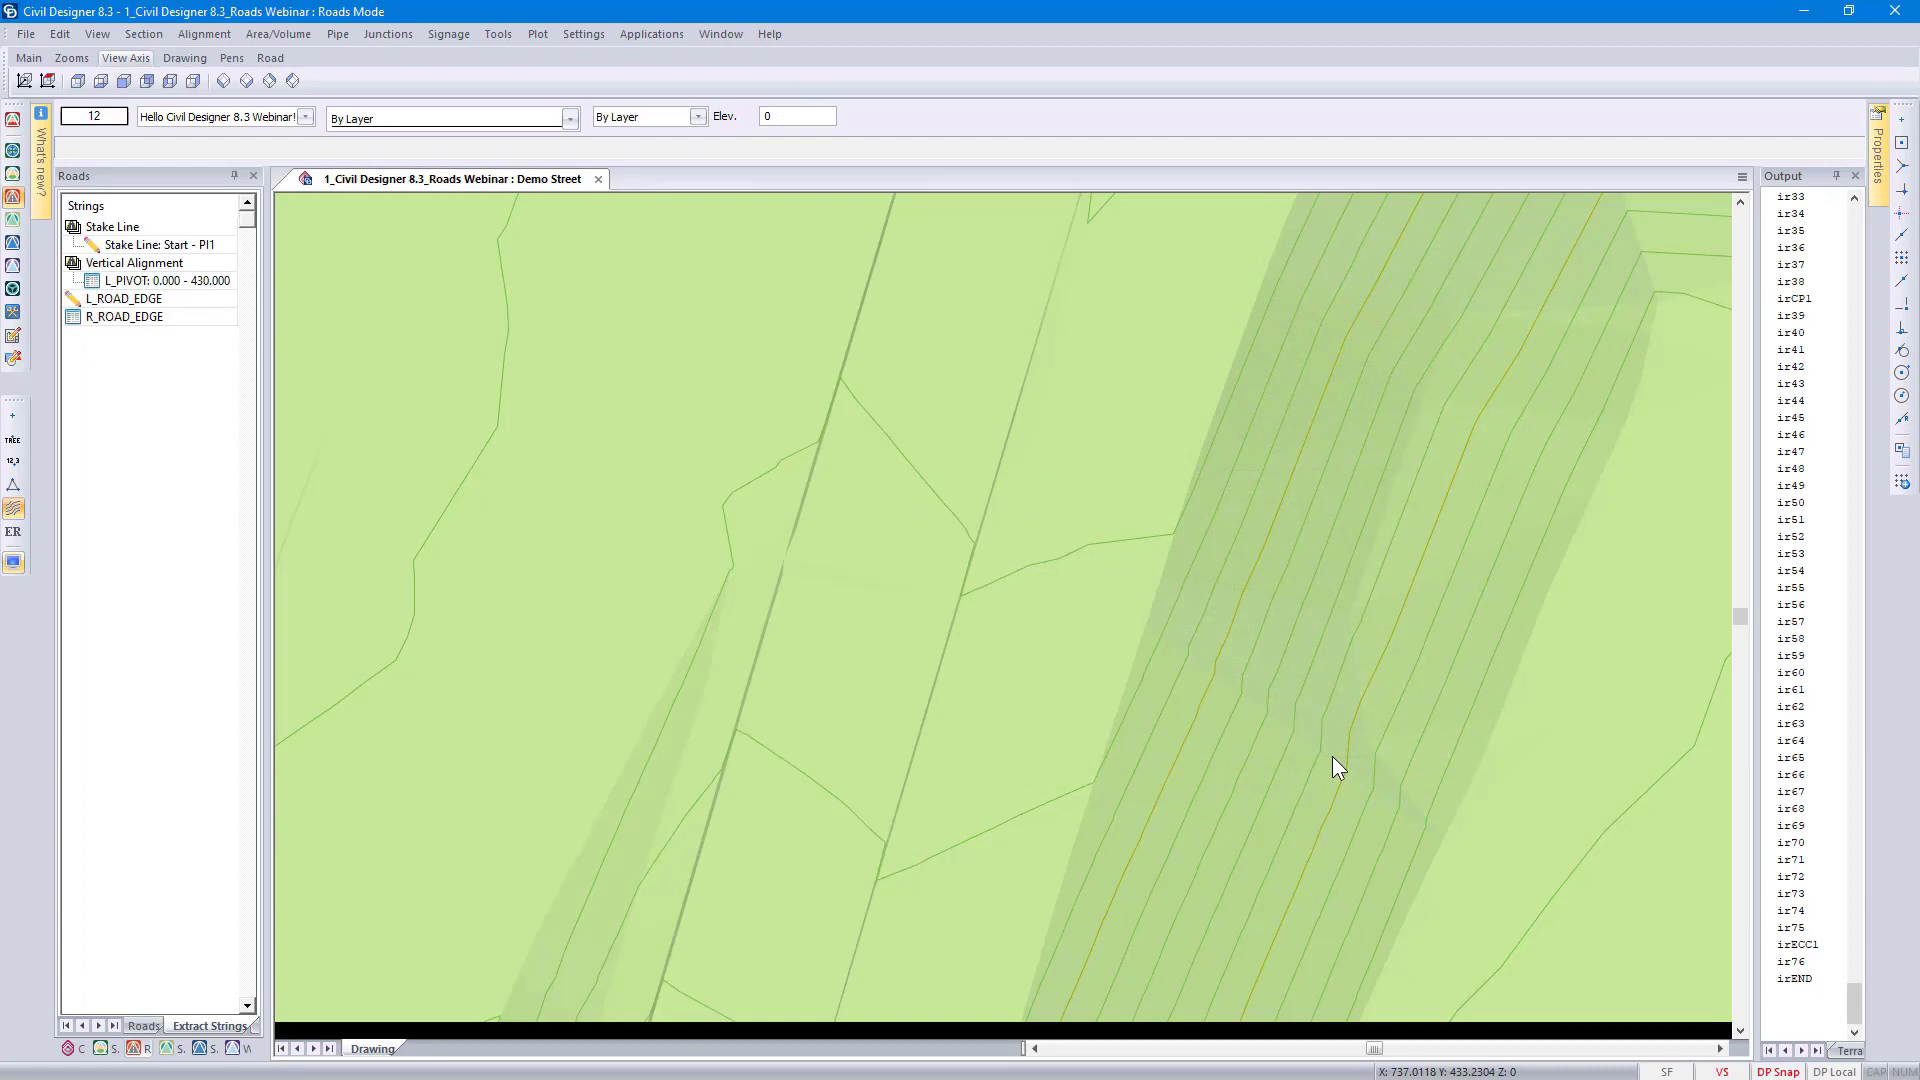 Civil Designer 8.3 - 1_Civil Designer 8.3_Roads Webinar : Roads Mode
File Edit View Section Alignment Area/Volume Pipe Junctions Signage Tools Plot Settings Applications Window Help
Main Zooms View Axis Drawing Pens Road
12 Hello Civil Designer 8.3 Webinar! By Layer By Layer Elev. 0
What's new?
Properties
Roads
1_Civil Designer 8.3_Roads Webinar : Demo Street
Output
Strings
Stake Line
Stake Line: Start - PI1
Vertical Alignment
L_PIVOT: 0.000 - 430.000
L_ROAD_EDGE
R_ROAD_EDGE
TREE
12.3
ER
ir33
ir34
ir35
ir36
ir37
ir38
irCP1
ir39
ir40
ir41
ir42
ir43
ir44
ir45
ir46
ir47
ir48
ir49
ir50
ir51
ir52
ir53
ir54
ir55
ir56
ir57
ir58
ir59
ir60
ir61
ir62
ir63
ir64
ir65
ir66
ir67
ir68
ir69
ir70
ir71
ir72
ir73
ir74
ir75
irECC1
ir76
irEND
Roads Extract Strings
C S. R S. S.
Drawing
Terra
X: 737.0118 Y: 433.2304 Z: 0 SF VS DP Snap DP Local CAP NUM